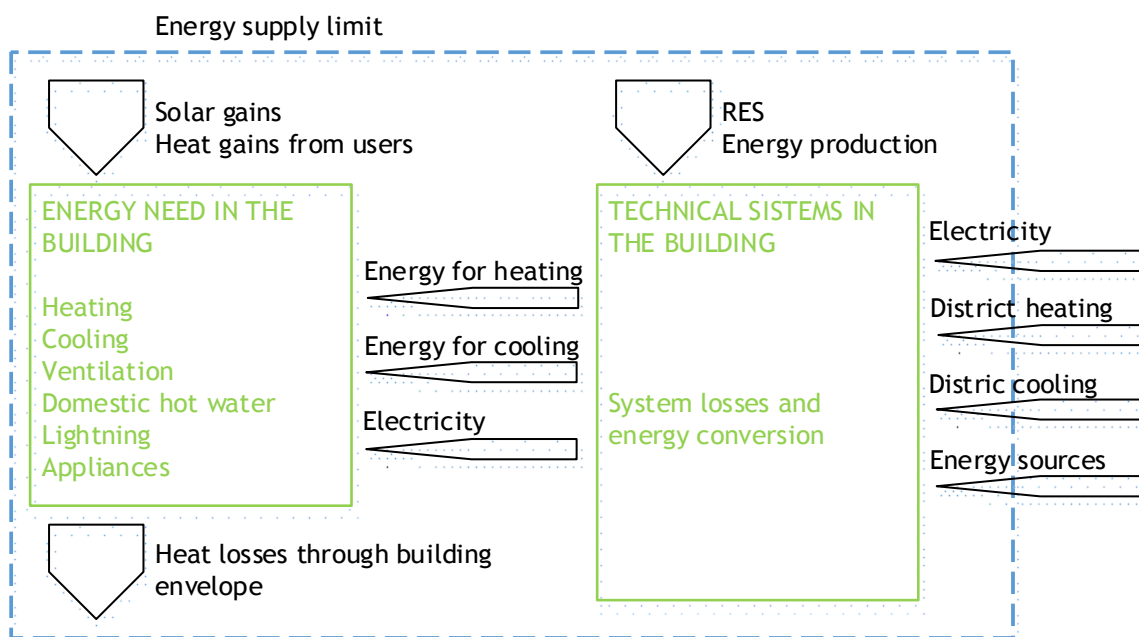 Energy supply limit
Solar gains
Heat gains from users
RES
Energy production
ENERGY NEED IN THE
BUILDING
Heating
Cooling
Ventilation
Domestic hot water
Lightning
Appliances
Energy for heating
Energy for cooling
Electricity
TECHNICAL SISTEMS IN
THE BUILDING
System losses and
energy conversion
Electricity
District heating
Distric cooling
Energy sources
Heat losses through building
envelope